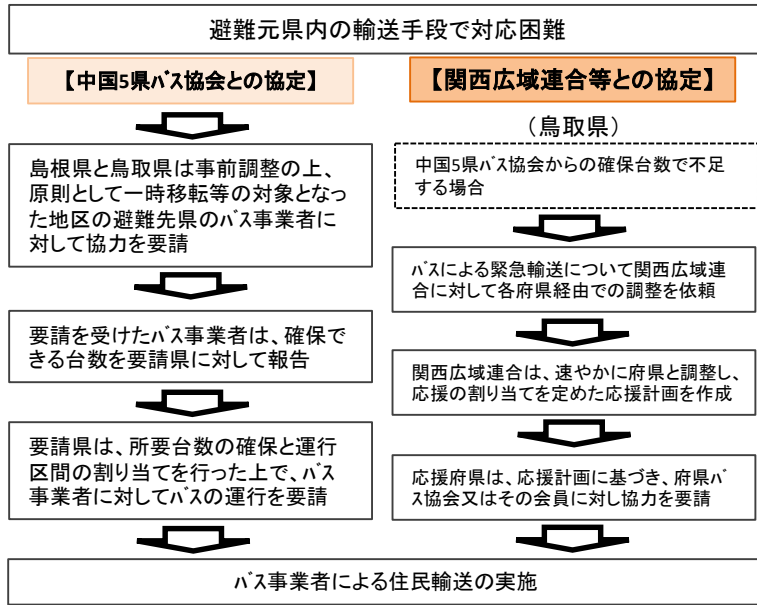 避難元県内の輸送手段で対応困難
【中国5県ﾊﾞｽ協会との協定】
島根県と鳥取県は事前調整の上、
原則として一時移転等の対象となっ
た地区の避難先県のﾊﾞｽ事業者に
対して協力を要請
要請を受けたﾊﾞｽ事業者は、確保で
きる台数を要請県に対して報告
要請県は、所要台数の確保と運行
区間の割り当てを行った上で、ﾊﾞｽ
事業者に対してﾊﾞｽの運行を要請
【関西広域連合等との協定】
（鳥取県）
中国5県ﾊﾞｽ協会からの確保台数で不足
する場合
ﾊﾞｽによる緊急輸送について関西広域連
合に対して各府県経由での調整を依頼
関西広域連合は、速やかに府県と調整し、
応援の割り当てを定めた応援計画を作成
応援府県は、応援計画に基づき、府県ﾊﾞ
ｽ協会又はその会員に対し協力を要請
ﾊﾞｽ事業者による住民輸送の実施